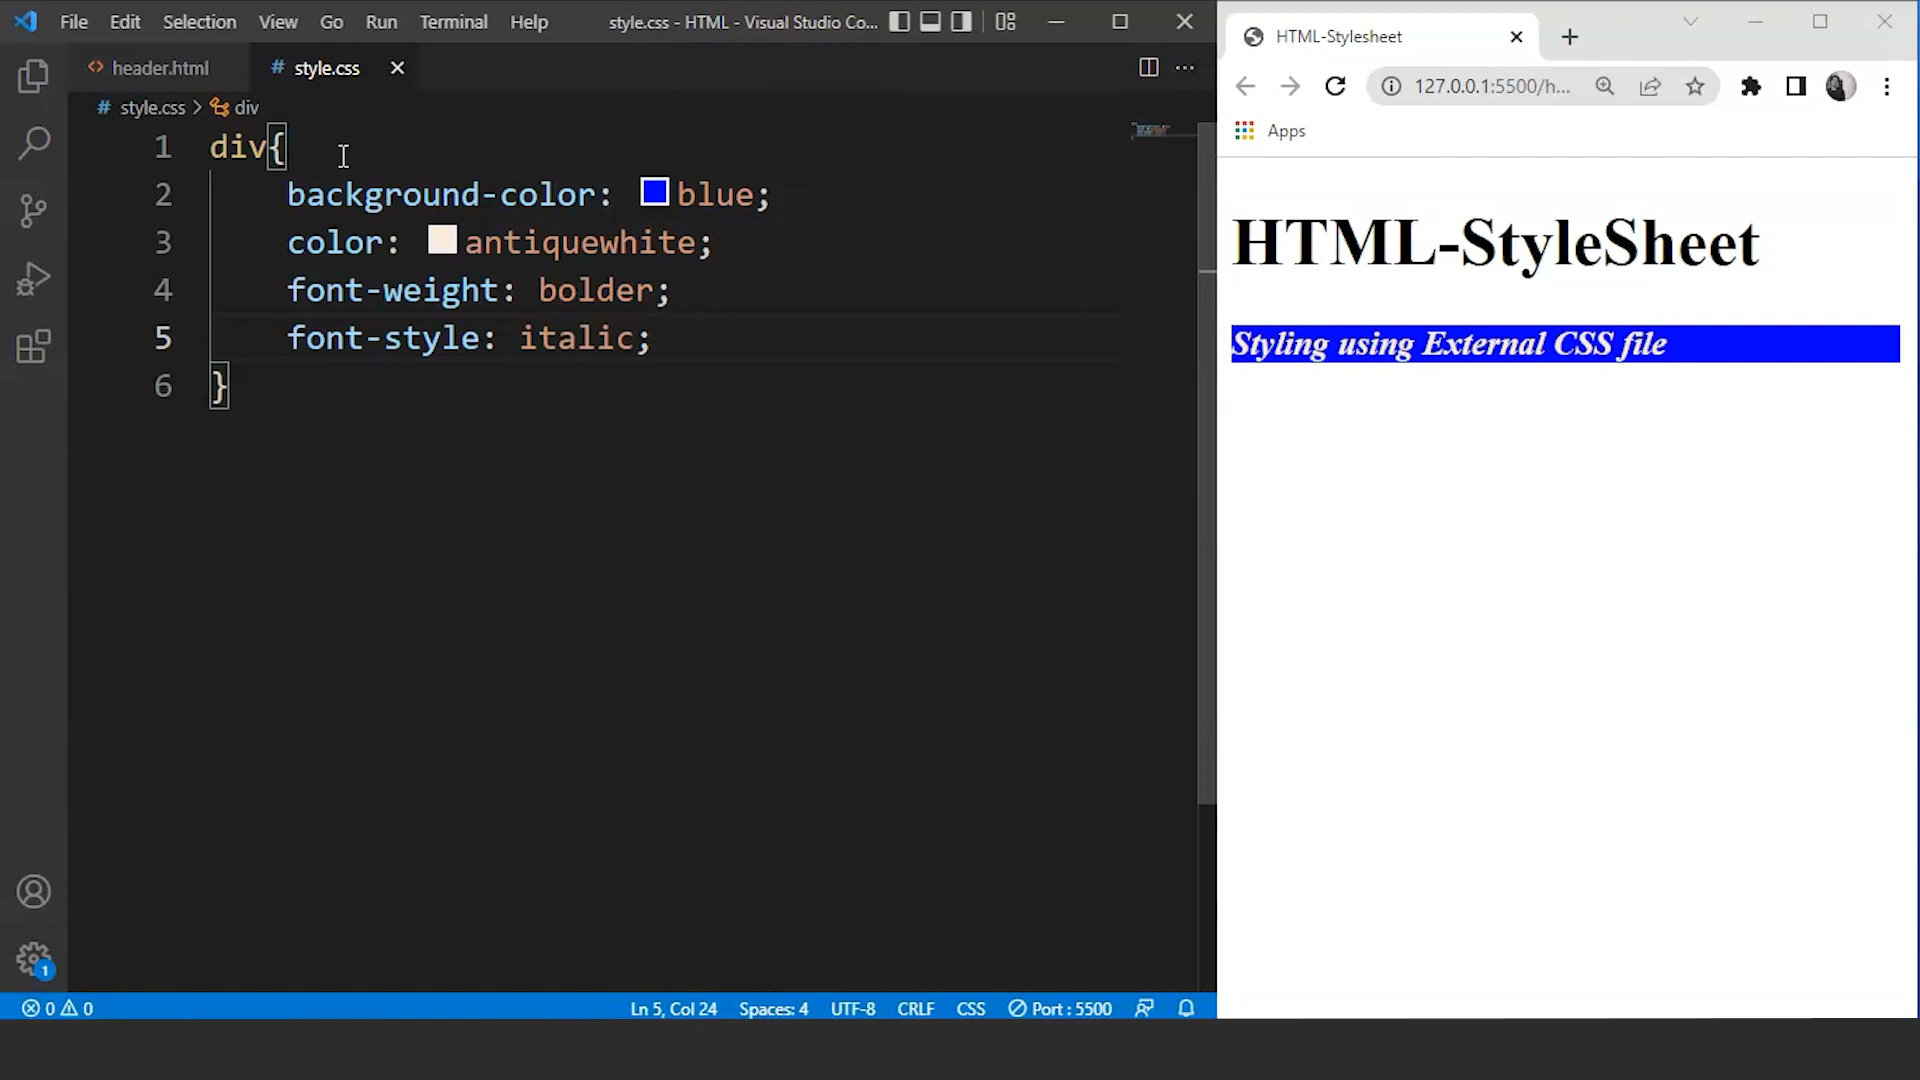 File Edit Selection View Go Run Terminal Help style.css - HTML - Visual Studio Co...
header.html # style.css
# style.css > div
1 div{
2 background-color: blue;
3 color: antiquewhite;
4 font-weight: bolder;
5 font-style: italic;
6 }
1
0 0 Ln 5, Col 24 Spaces: 4 UTF-8 CRLF CSS Port : 5500
HTML-Stylesheet
127.0.0.1:5500/h...
Apps
HTML-StyleSheet
Styling using External CSS file